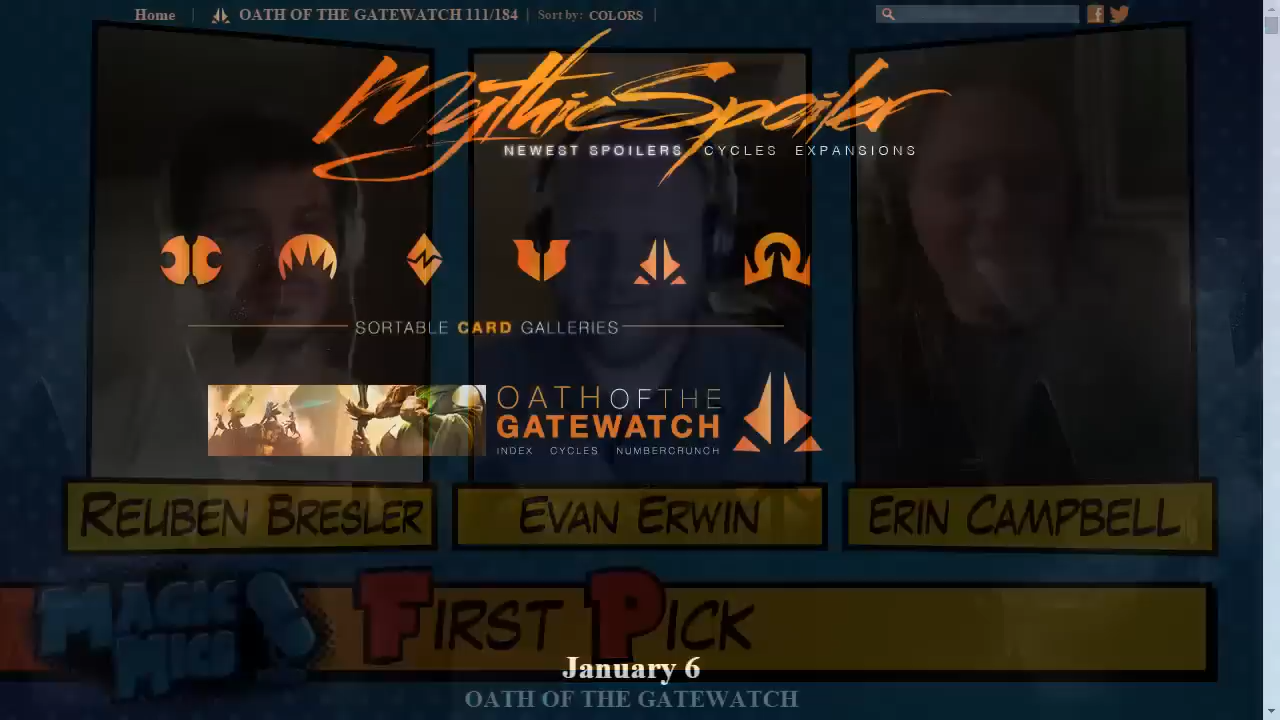 Home | OATH OF THE GATEWATCH 111/184 | Sort by: COLORS |
MythicSpoiler
NEWEST SPOILERS CYCLES EXPANSIONS
SORTABLE CARD GALLERIES
OATH OF THE
GATEWATCH
INDEX CYCLES NUMBERCRUNCH
REUBEN BRESLER EVAN ERWIN ERIN CAMPBELL
MAGIC
MICS
FIRST PICK
January 6
OATH OF THE GATEWATCH